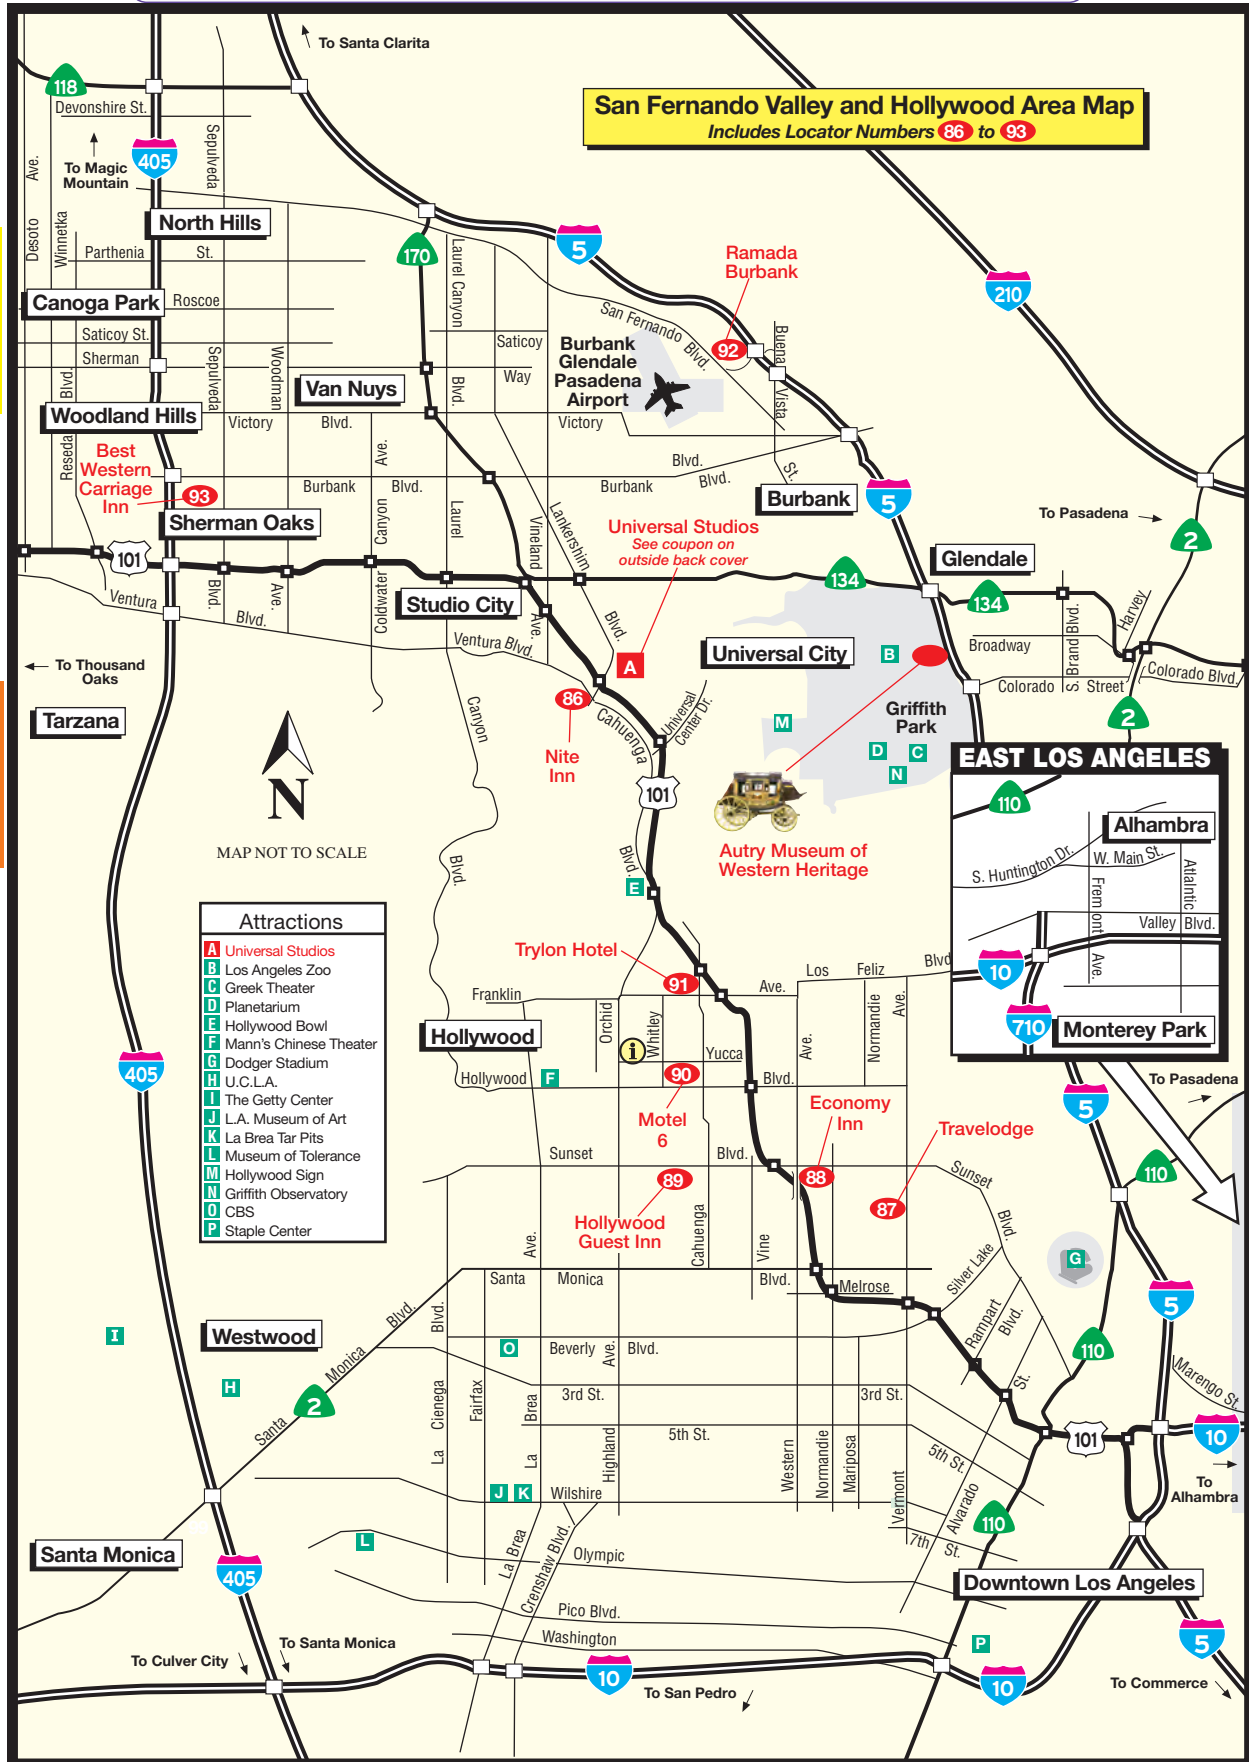 To Santa Clarita
118
Devonshire St.
405
To Magic
Mountain
Sepulveda
Ave.
Desoto
Winnetka
San Fernando Valley and Hollywood Area Map
Includes Locator Numbers 86 to 93
North Hills
Parthenia St.
170
Laurel Canyon
5
210
Ramada
Burbank
Canoga Park
Roscoe
Saticoy St.
Sherman
Saticoy
Way
San Fernando Blvd.
Burbank
Glendale
Pasadena
Airport
92
Buena
Vista
St.
Blvd.
Sepulveda
Woodman
Van Nuys
Blvd.
Woodland Hills
Victory Blvd.
Victory
Reseda
Best
Western
Carriage
Inn
93
Ave.
Blvd.
Burbank Blvd.
Burbank
Blvd.
Burbank
5
Sherman Oaks
Canyon
Coldwater
Laurel
Vineland
Lankershim
Blvd.
Universal Studios
See coupon on
outside back cover
To Pasadena
2
Glendale
101
134
134
Ventura
Blvd.
Blvd.
Ave.
Studio City
Ave.
Ventura Blvd.
A
Universal City
B
Broadway
S. Brand Blvd.
Harvey
Colorado Street
Colorado Blvd.
To Thousand
Oaks
Tarzana
N
MAP NOT TO SCALE
Canyon
Blvd.
86
Nite
Inn
Cahuenga
Blvd.
Universal
Center Dr.
101
M
Griffith
Park
D
C
N
2
Autry Museum of
Western Heritage
EAST LOS ANGELES
110
Alhambra
S. Huntington Dr.
W. Main St.
Fremont
Ave.
Atlalntic
Valley Blvd.
10
710
Monterey Park
E
Attractions
A Universal Studios
B Los Angeles Zoo
C Greek Theater
D Planetarium
E Hollywood Bowl
F Mann's Chinese Theater
G Dodger Stadium
H U.C.L.A.
I The Getty Center
J L.A. Museum of Art
K La Brea Tar Pits
L Museum of Tolerance
M Hollywood Sign
N Griffith Observatory
O CBS
P Staple Center
Trylon Hotel
91
Los Feliz Blvd
Franklin
Ave.
Orchid
Whitley
i
Yucca
Ave.
Normandie
Ave.
Hollywood
405
Hollywood
F
90
Blvd.
Motel
6
Economy
Inn
Travelodge
5
To Pasadena
110
Sunset
Blvd.
Sunset
Blvd.
89
88
87
Hollywood
Guest Inn
Ave.
Cahuenga
Vine
Santa Monica
Blvd.
Melrose
Silver Lake
Rampart
Blvd.
St.
G
5
110
Marengo St.
I
Westwood
H
2
Santa
Monica
Blvd.
Blvd.
O
Beverly
Ave.
Blvd.
3rd St.
3rd St.
Cienega
La
Fairfax
Brea
La
5th St.
5th St.
Highland
Western
Normandie
Mariposa
Vermont
Alvarado
101
10
To
Alhambra
J
K
Wilshire
7th St.
110
L
Olympic
La Brea
Crenshaw Blvd.
Santa Monica
405
Downtown Los Angeles
Pico Blvd.
Washington
P
5
To Culver City
To Santa Monica
10
To San Pedro
10
To Commerce